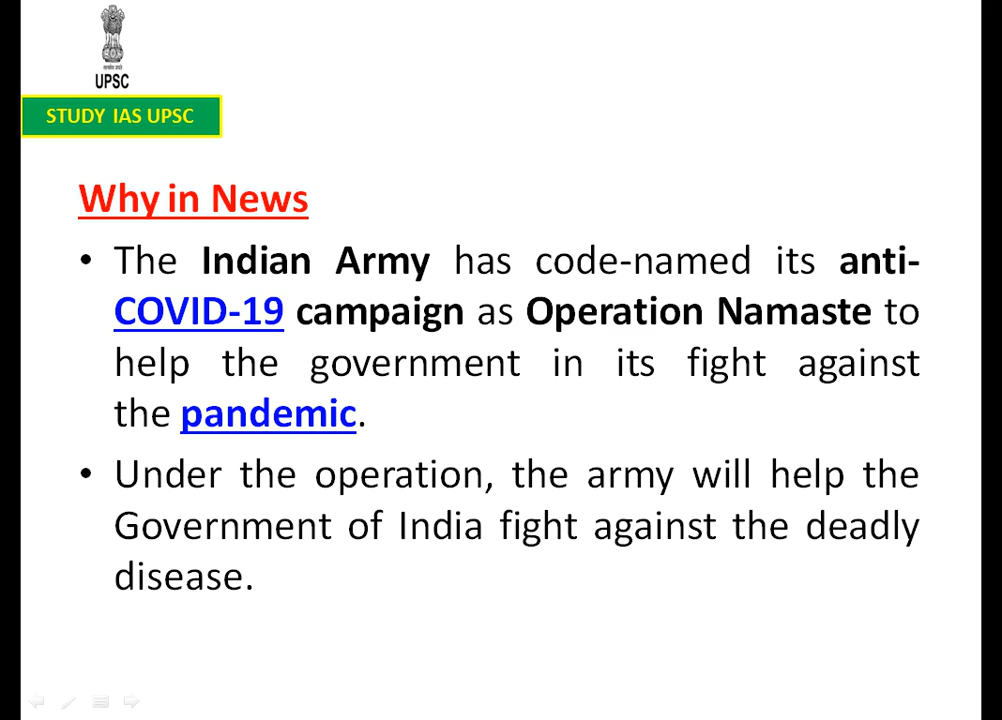 UPSC
STUDY IAS UPSC
Why in News
• The Indian Army has code-named its anti-
COVID-19 campaign as Operation Namaste to
help the government in its fight against
the pandemic.
• Under the operation, the army will help the
Government of India fight against the deadly
disease.